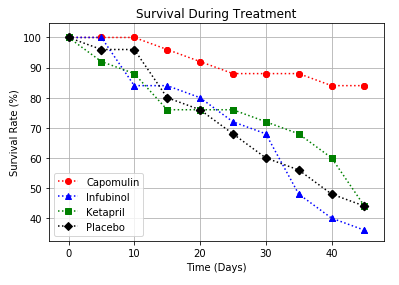 Survival During Treatment
Survival Rate (%)
100
90
80
70
60
50
40
Capomulin
Infubinol
Ketapril
Placebo
0 10 20 30 40
Time (Days)